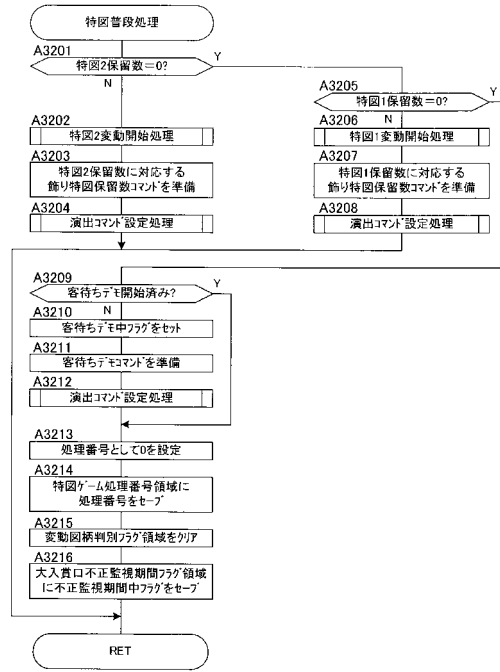 特図普段処理
A3201
特図2保留数=0?
Y
N
A3202
特図2変動開始処理
A3203
特図2保留数に対応する
飾り特図保留数コマンドを準備
A3204
演出コマンド設定処理
A3205
特図1保留数=0?
Y
N
A3206
特図1変動開始処理
A3207
特図1保留数に対応する
飾り特図保留数コマンドを準備
A3208
演出コマンド設定処理
A3209
客待ちデモ開始済み?
Y
N
A3210
客待ちデモ中フラグをセット
A3211
客待ちデモコマンドを準備
A3212
演出コマンド設定処理
A3213
処理番号として0を設定
A3214
特図ゲーム処理番号領域に
処理番号をセーブ
A3215
変動図柄判別フラグ領域をクリア
A3216
大入賞口不正監視期間フラグ領域
に不正監視期間中フラグをセーブ
RET